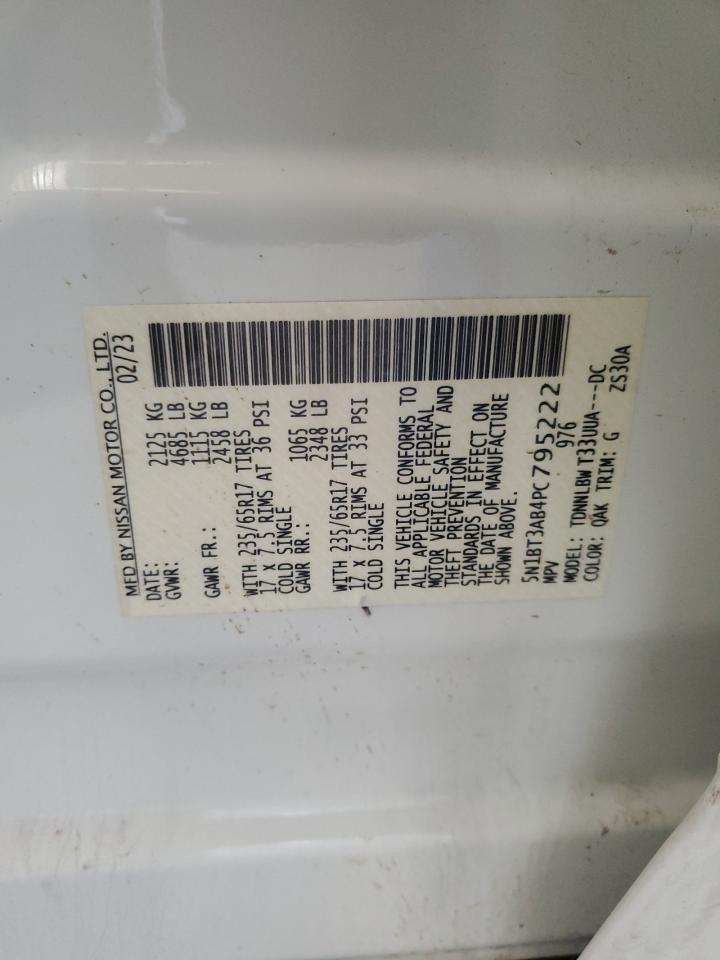 MFD BY NISSAN MOTOR CO., LTD.
DATE: 02/23
GVWR: 2125 KG
4685 LB
GAWR FR.: 1115 KG
2458 LB
WITH 235/65R17 TIRES
17 X 7.5 RIMS AT 36 PSI
COLD SINGLE
GAWR RR.: 1065 KG
2348 LB
WITH 235/65R17 TIRES
17 X 7.5 RIMS AT 33 PSI
COLD SINGLE
THIS VEHICLE CONFORMS TO
ALL APPLICABLE FEDERAL
MOTOR VEHICLE SAFETY AND
THEFT PREVENTION
STANDARDS IN EFFECT ON
THE DATE OF MANUFACTURE
SHOWN ABOVE.
5N1BT3AB4PC795222
MPV 976
MODEL: TDNNLBW T33UUA---DC
COLOR: QAK TRIM: G
ZS30A